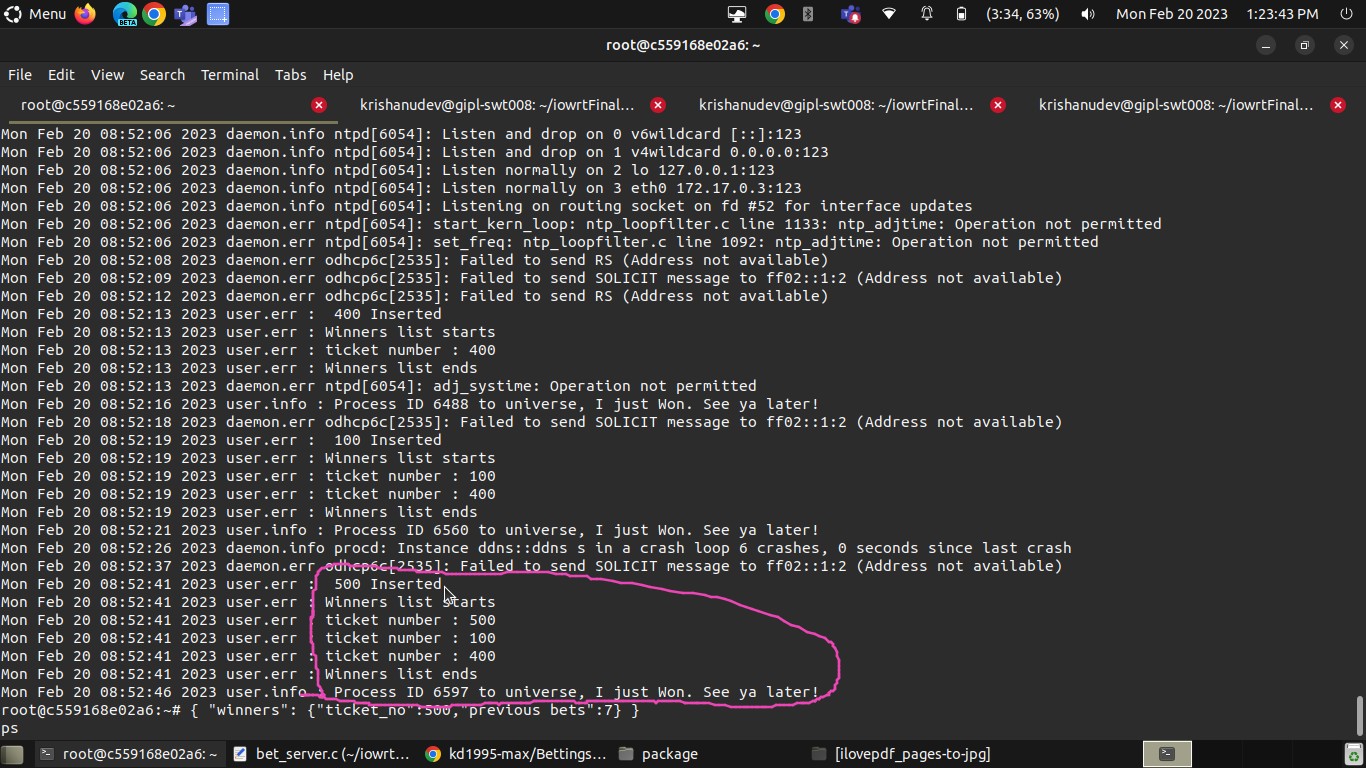 Menu
BETA
(3:34, 63%)
Mon Feb 20 2023
1:23:43 PM
root@c559168e02a6: ~
File Edit View Search Terminal Tabs Help
root@c559168e02a6: ~
krishanudev@gipl-swt008: ~/iowrtFinal...
krishanudev@gipl-swt008: ~/iowrtFinal...
krishanudev@gipl-swt008: ~/iowrtFinal...
Mon Feb 20 08:52:06 2023 daemon.info ntpd[6054]: Listen and drop on 0 v6wildcard [::]:123
Mon Feb 20 08:52:06 2023 daemon.info ntpd[6054]: Listen and drop on 1 v4wildcard 0.0.0.0:123
Mon Feb 20 08:52:06 2023 daemon.info ntpd[6054]: Listen normally on 2 lo 127.0.0.1:123
Mon Feb 20 08:52:06 2023 daemon.info ntpd[6054]: Listen normally on 3 eth0 172.17.0.3:123
Mon Feb 20 08:52:06 2023 daemon.info ntpd[6054]: Listening on routing socket on fd #52 for interface updates
Mon Feb 20 08:52:06 2023 daemon.err ntpd[6054]: start_kern_loop: ntp_loopfilter.c line 1133: ntp_adjtime: Operation not permitted
Mon Feb 20 08:52:06 2023 daemon.err ntpd[6054]: set_freq: ntp_loopfilter.c line 1092: ntp_adjtime: Operation not permitted
Mon Feb 20 08:52:08 2023 daemon.err odhcp6c[2535]: Failed to send RS (Address not available)
Mon Feb 20 08:52:09 2023 daemon.err odhcp6c[2535]: Failed to send SOLICIT message to ff02::1:2 (Address not available)
Mon Feb 20 08:52:12 2023 daemon.err odhcp6c[2535]: Failed to send RS (Address not available)
Mon Feb 20 08:52:13 2023 user.err :  400 Inserted
Mon Feb 20 08:52:13 2023 user.err : Winners list starts
Mon Feb 20 08:52:13 2023 user.err : ticket number : 400
Mon Feb 20 08:52:13 2023 user.err : Winners list ends
Mon Feb 20 08:52:13 2023 daemon.err ntpd[6054]: adj_systime: Operation not permitted
Mon Feb 20 08:52:16 2023 user.info : Process ID 6488 to universe, I just Won. See ya later!
Mon Feb 20 08:52:18 2023 daemon.err odhcp6c[2535]: Failed to send SOLICIT message to ff02::1:2 (Address not available)
Mon Feb 20 08:52:19 2023 user.err :  100 Inserted
Mon Feb 20 08:52:19 2023 user.err : Winners list starts
Mon Feb 20 08:52:19 2023 user.err : ticket number : 100
Mon Feb 20 08:52:19 2023 user.err : ticket number : 400
Mon Feb 20 08:52:19 2023 user.err : Winners list ends
Mon Feb 20 08:52:21 2023 user.info : Process ID 6560 to universe, I just Won. See ya later!
Mon Feb 20 08:52:26 2023 daemon.info procd: Instance ddns::ddns s in a crash loop 6 crashes, 0 seconds since last crash
Mon Feb 20 08:52:37 2023 daemon.err odhcp6c[2535]: Failed to send SOLICIT message to ff02::1:2 (Address not available)
Mon Feb 20 08:52:41 2023 user.err :  500 Inserted
Mon Feb 20 08:52:41 2023 user.err : Winners list starts
Mon Feb 20 08:52:41 2023 user.err : ticket number : 500
Mon Feb 20 08:52:41 2023 user.err : ticket number : 100
Mon Feb 20 08:52:41 2023 user.err : ticket number : 400
Mon Feb 20 08:52:41 2023 user.err : Winners list ends
Mon Feb 20 08:52:46 2023 user.info : Process ID 6597 to universe, I just Won. See ya later!
root@c559168e02a6:~# { "winners": {"ticket_no":500,"previous bets":7} }
ps
root@c559168e02a6: ~
bet_server.c (~/iowrt...
kd1995-max/Bettings...
package
[ilovepdf_pages-to-jpg]